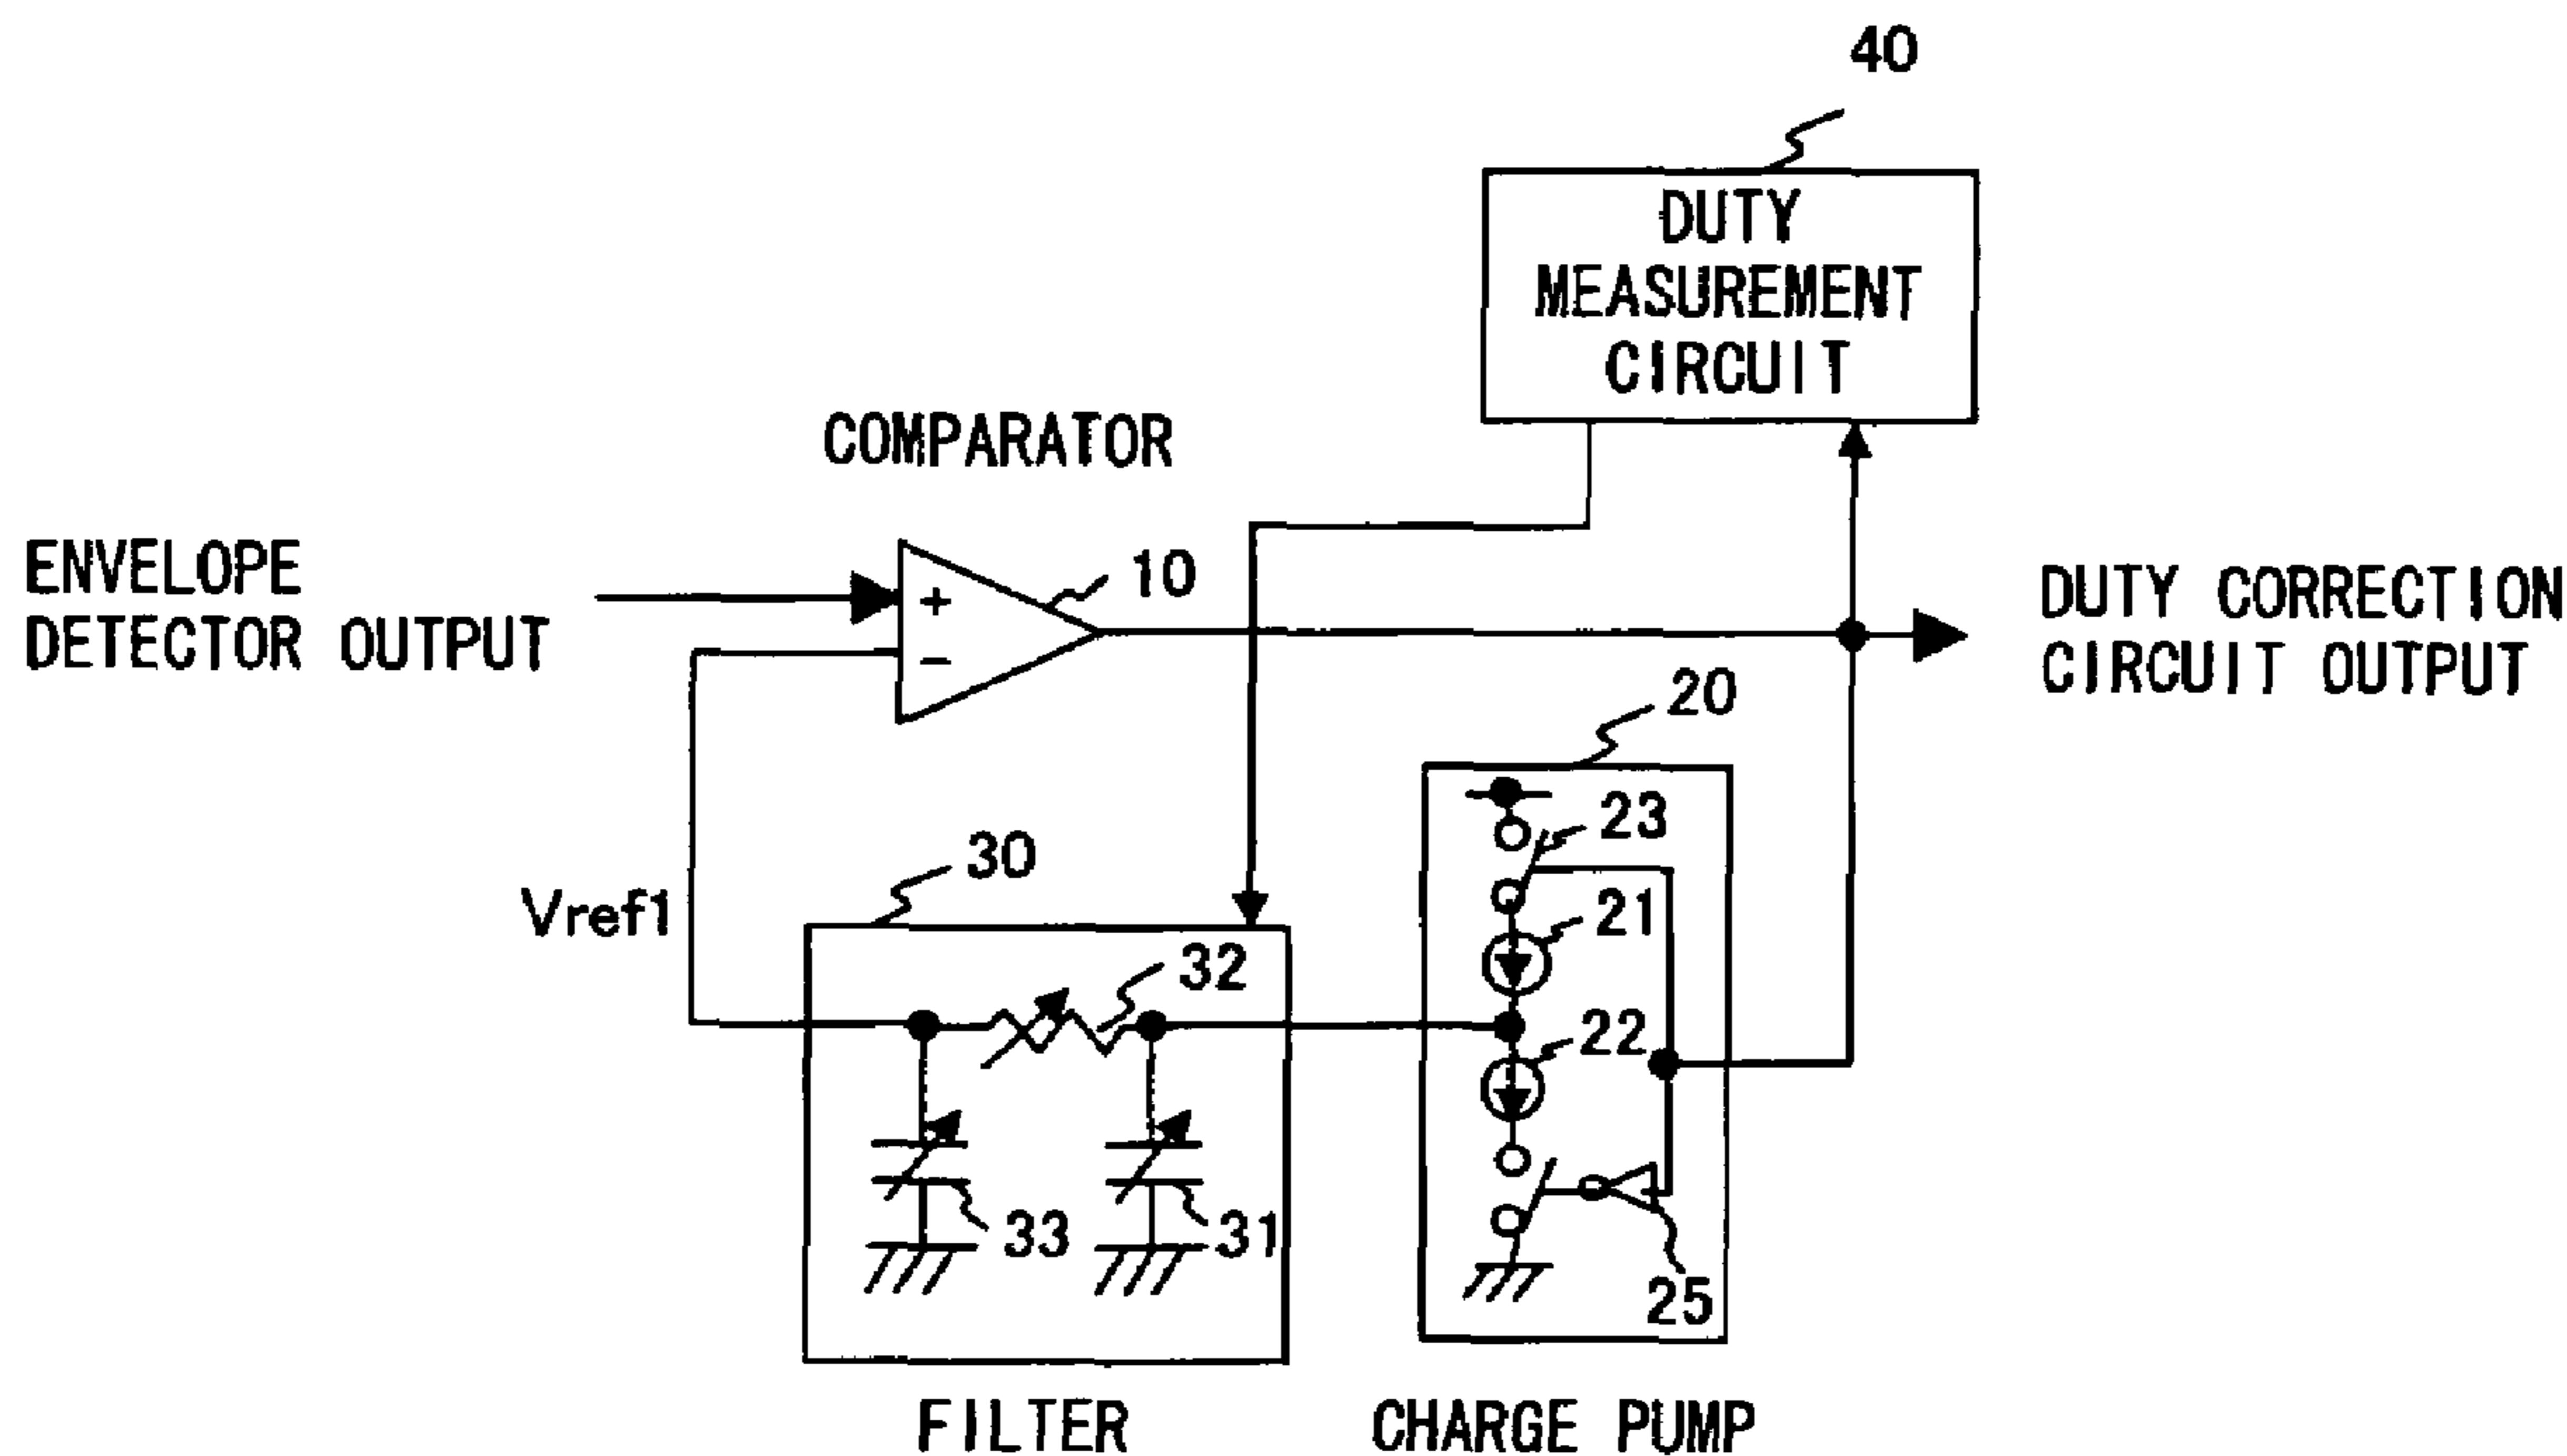 40
DUTY
MEASUREMENT
CIRCUIT
COMPARATOR
ENVELOPE
DETECTOR OUTPUT
+
−
10
DUTY CORRECTION
CIRCUIT OUTPUT
20
23
30
Vref1
21
32
22
33
31
25
FILTER
CHARGE PUMP